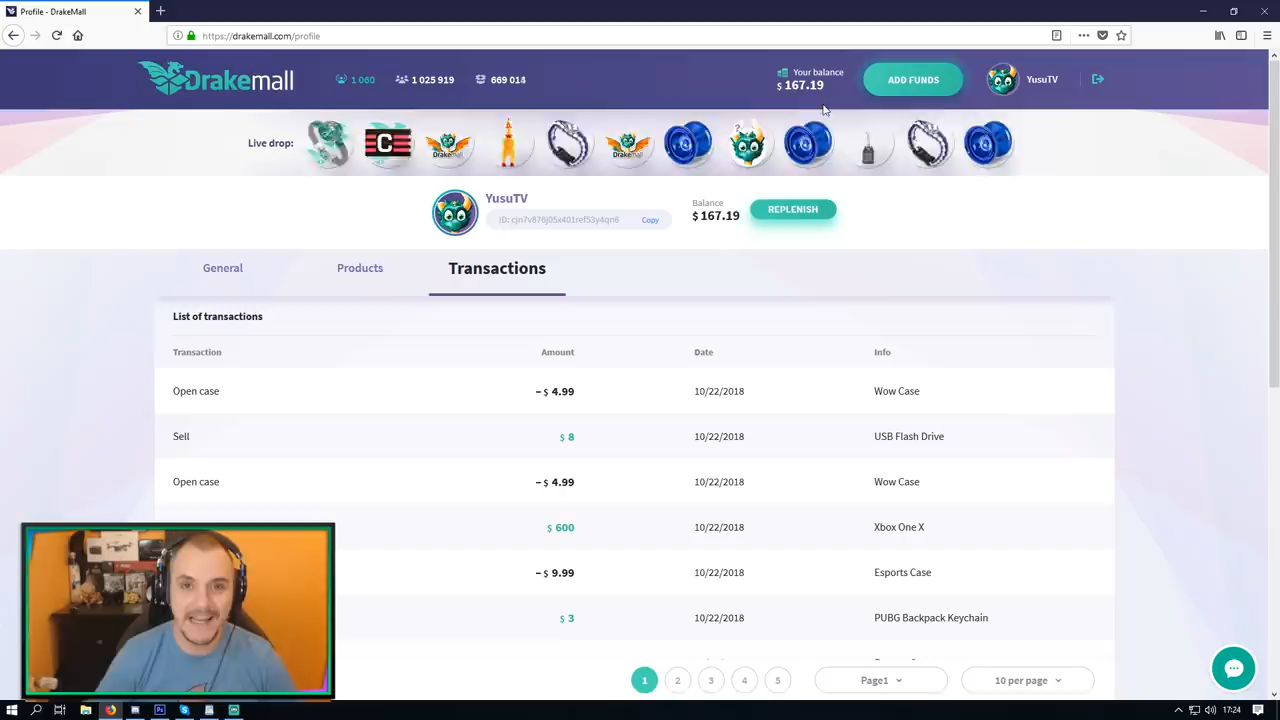 Profile - DrakeMall
https://drakemall.com/profile
Drakemall
1 060
1 025 919
669 018
Your balance
$ 167.19
ADD FUNDS
YusuTV
Live drop:
C
DrakeMall
DrakeMall
?
YusuTV
ID: cjn7v876j05x401ref53y4qn6
Copy
Balance
$ 167.19
REPLENISH
General
Products
Transactions
List of transactions
Transaction
Amount
Date
Info
Open case
– $ 4.99
10/22/2018
Wow Case
Sell
$ 8
10/22/2018
USB Flash Drive
Open case
– $ 4.99
10/22/2018
Wow Case
$ 600
10/22/2018
Xbox One X
– $ 9.99
10/22/2018
Esports Case
$ 3
10/22/2018
PUBG Backpack Keychain
1
2
3
4
5
Page1
10 per page
17:24